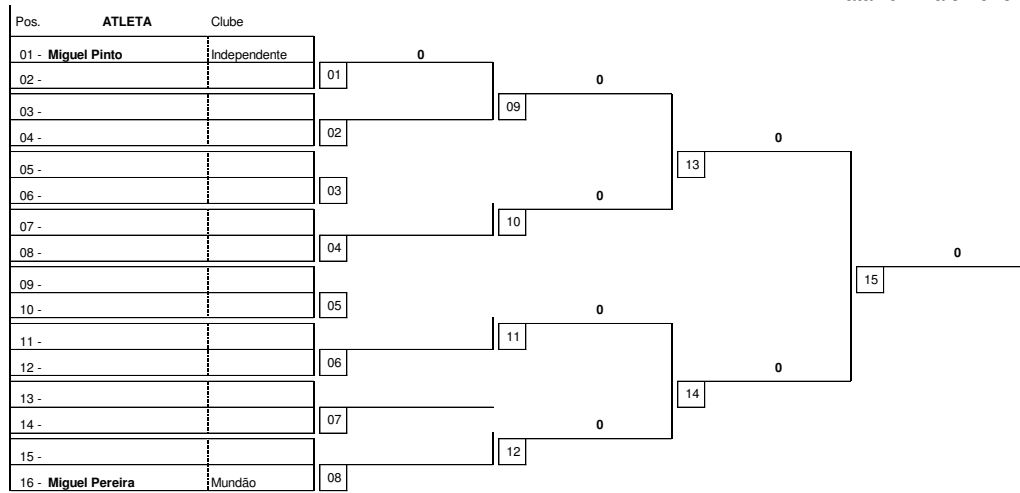 Pos. ATLETA Clube
01 - Miguel Pinto Independente 0
01
02 - 0
03 - 09
04 - 02
0
05 - 13
06 - 03 0
07 - 10
08 - 04
0
09 - 15
10 - 05 0
11 - 11
12 - 06 0
13 - 14
14 - 07 0
15 - 12
16 - Miguel Pereira Mundão 08